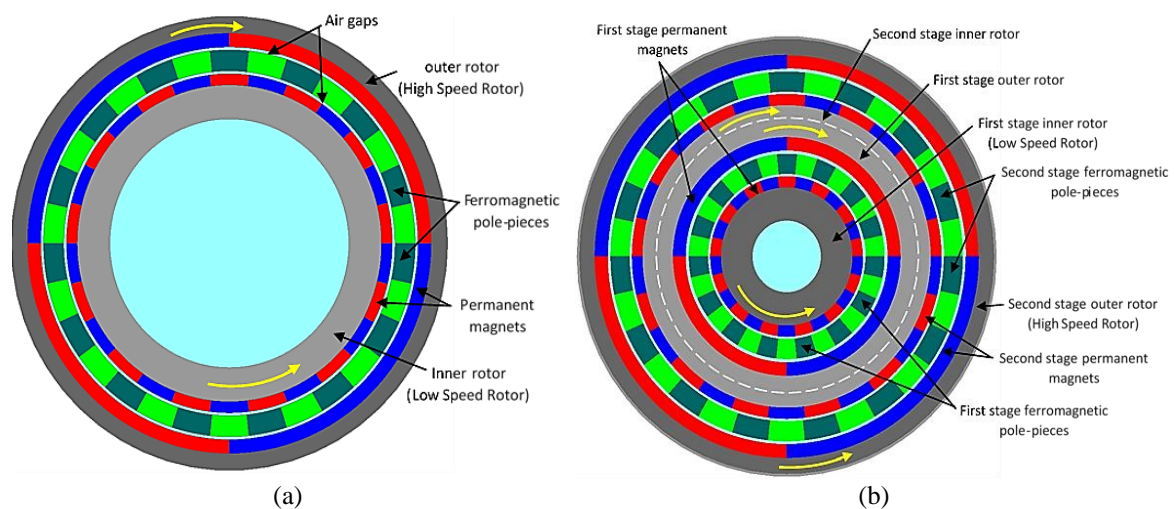 Air gaps
outer rotor
(High Speed Rotor)
Ferromagnetic
pole-pieces
Permanent
magnets
Inner rotor
(Low Speed Rotor)
(a)
First stage permanent
magnets
Second stage inner rotor
First stage outer rotor
First stage inner rotor
(Low Speed Rotor)
Second stage ferromagnetic
pole-pieces
Second stage outer rotor
(High Speed Rotor)
Second stage permanent
magnets
First stage ferromagnetic
pole-pieces
(b)